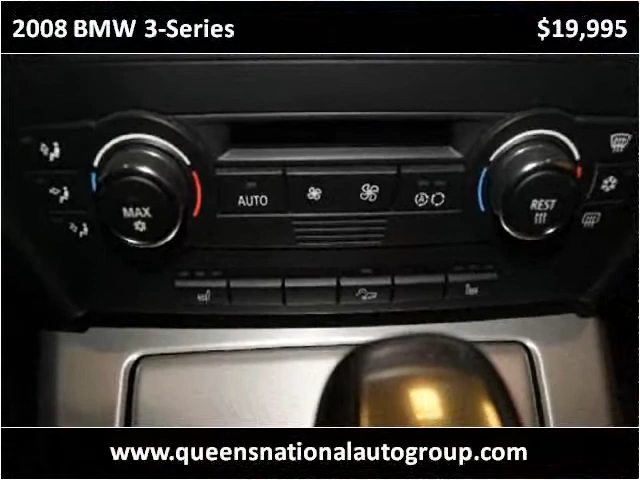 2008 BMW 3-Series
$19,995
AUTO
MAX
REST
www.queensnationalautogroup.com